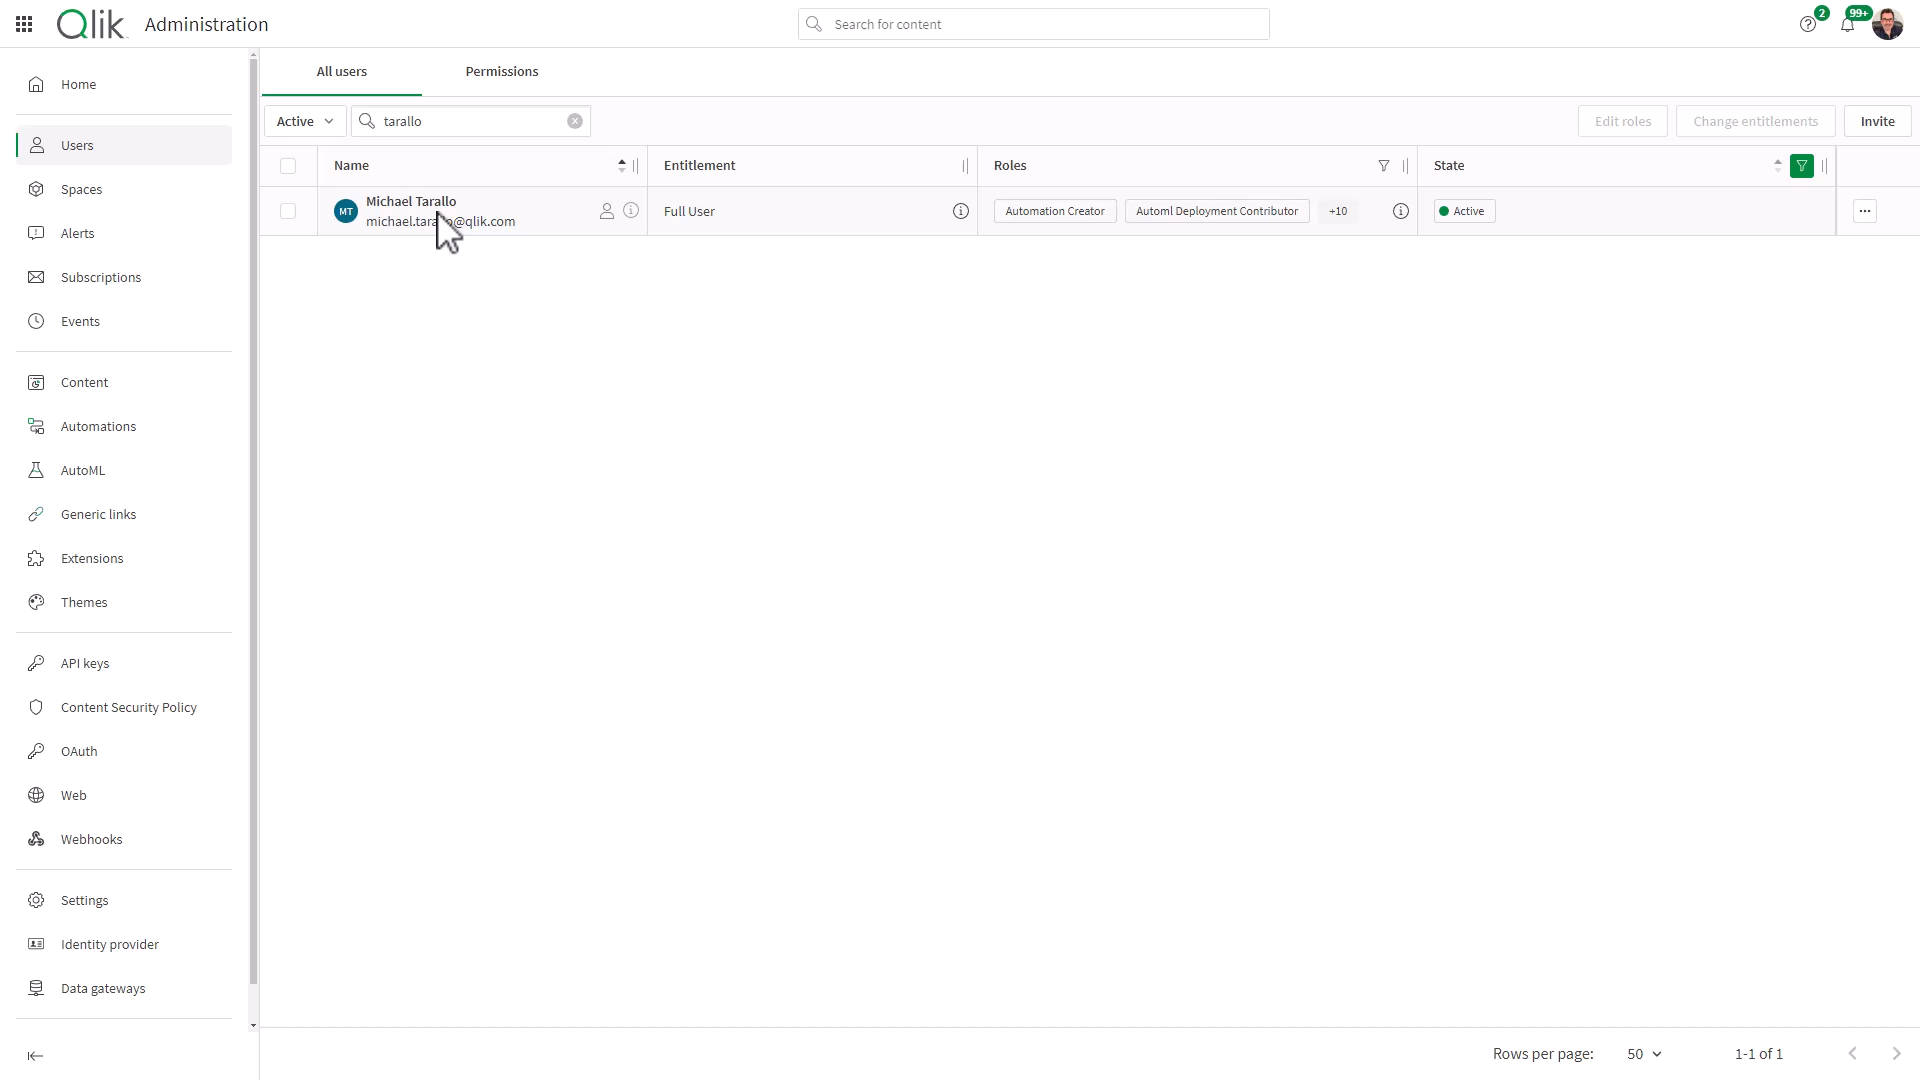 Qlik Administration
Search for content
2
99+
Home
Users
Spaces
Alerts
Subscriptions
Events
Content
Automations
AutoML
Generic links
Extensions
Themes
API keys
Content Security Policy
OAuth
Web
Webhooks
Settings
Identity provider
Data gateways
All users Permissions
Active tarallo Edit roles Change entitlements Invite
Name Entitlement Roles State
MT Michael Tarallo
michael.tarallo@qlik.com
Full User
Automation Creator Automl Deployment Contributor +10
Active
Rows per page: 50 1-1 of 1